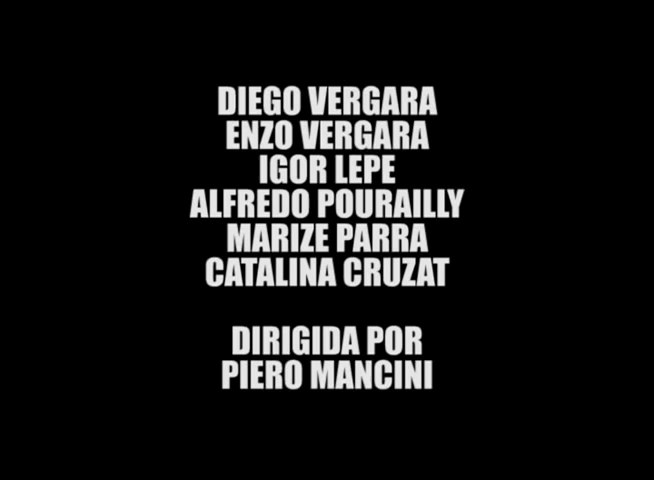 DIEGO VERGARA
ENZO VERGARA
IGOR LEPE
ALFREDO POURAILLY
MARIZE PARRA
CATALINA CRUZAT
DIRIGIDA POR
PIERO MANCINI